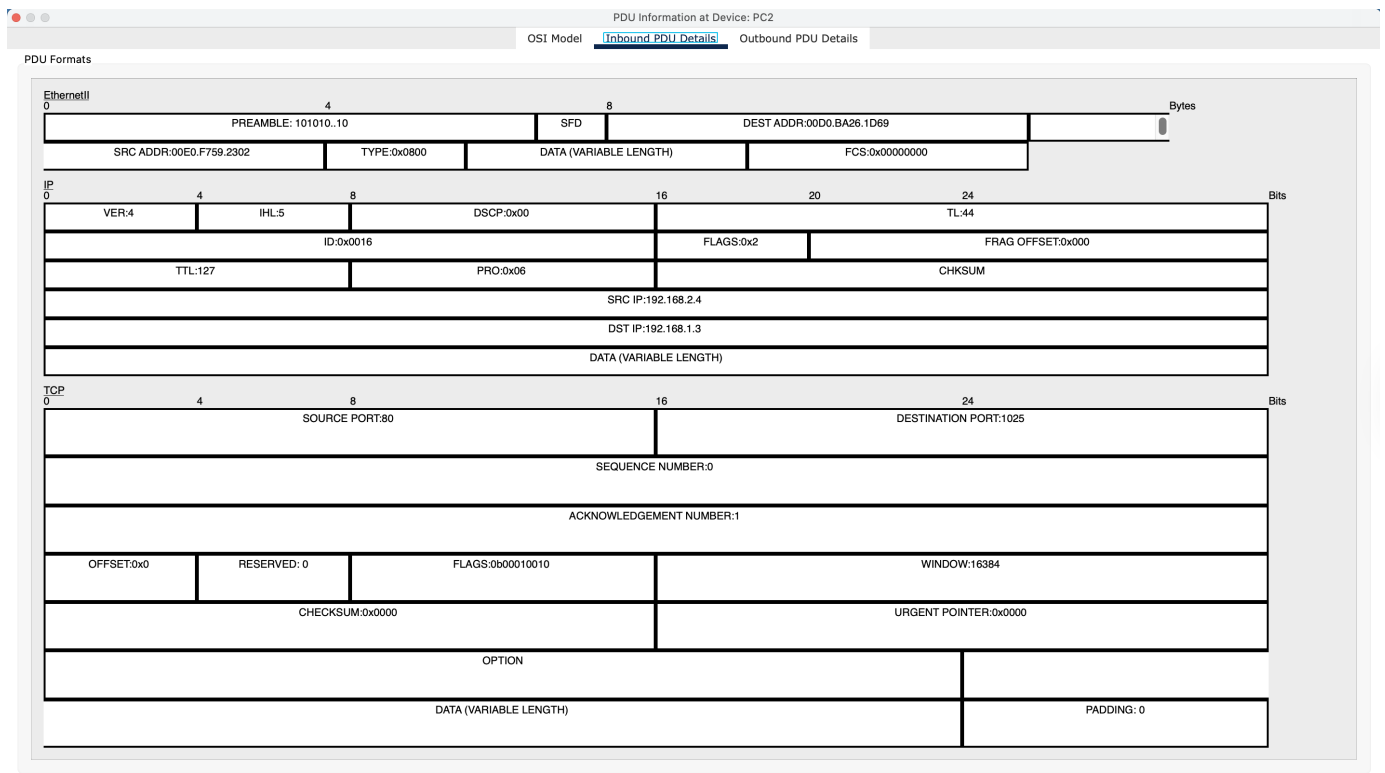 PDU Information at Device: PC2
OSI Model Inbound PDU Details Outbound PDU Details
PDU Formats
EthernetII
0 4 8 Bytes
PREAMBLE: 101010..10 SFD DEST ADDR:00D0.BA26.1D69
SRC ADDR:00E0.F759.2302 TYPE:0x0800 DATA (VARIABLE LENGTH) FCS:0x00000000
IP
0 4 8 16 20 24 Bits
VER:4 IHL:5 DSCP:0x00 TL:44
ID:0x0016 FLAGS:0x2 FRAG OFFSET:0x000
TTL:127 PRO:0x06 CHKSUM
SRC IP:192.168.2.4
DST IP:192.168.1.3
DATA (VARIABLE LENGTH)
TCP
0 4 8 16 24 Bits
SOURCE PORT:80 DESTINATION PORT:1025
SEQUENCE NUMBER:0
ACKNOWLEDGEMENT NUMBER:1
OFFSET:0x0 RESERVED: 0 FLAGS:0b00010010 WINDOW:16384
CHECKSUM:0x0000 URGENT POINTER:0x0000
OPTION
DATA (VARIABLE LENGTH) PADDING: 0